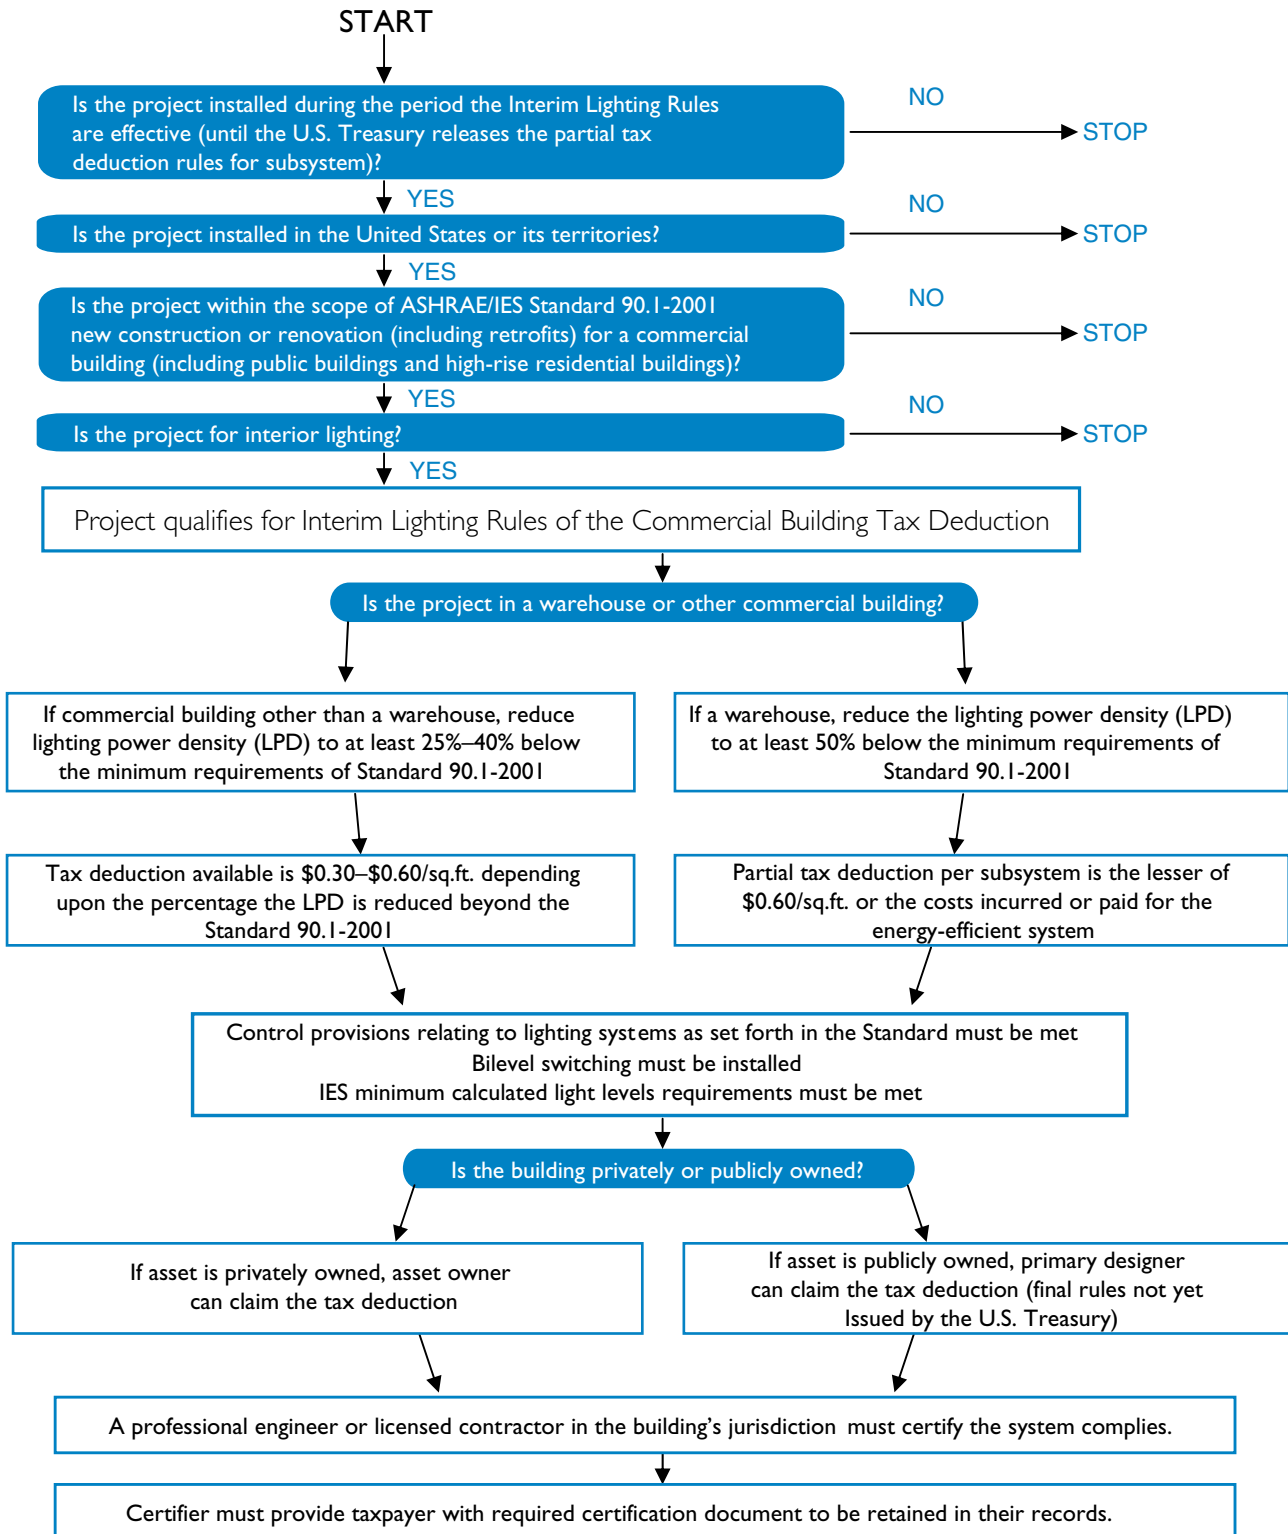 START
Is the project installed during the period the Interim Lighting Rules
are effective (until the U.S. Treasury releases the partial tax
deduction rules for subsystem)?
NO
STOP
YES
Is the project installed in the United States or its territories?
NO
STOP
YES
Is the project within the scope of ASHRAE/IES Standard 90.1-2001
new construction or renovation (including retrofits) for a commercial
building (including public buildings and high-rise residential buildings)?
NO
STOP
YES
Is the project for interior lighting?
NO
STOP
YES
Project qualifies for Interim Lighting Rules of the Commercial Building Tax Deduction
Is the project in a warehouse or other commercial building?
If commercial building other than a warehouse, reduce
lighting power density (LPD) to at least 25%–40% below
the minimum requirements of Standard 90.1-2001
If a warehouse, reduce the lighting power density (LPD)
to at least 50% below the minimum requirements of
Standard 90.1-2001
Tax deduction available is $0.30–$0.60/sq.ft. depending
upon the percentage the LPD is reduced beyond the
Standard 90.1-2001
Partial tax deduction per subsystem is the lesser of
$0.60/sq.ft. or the costs incurred or paid for the
energy-efficient system
Control provisions relating to lighting systems as set forth in the Standard must be met
Bilevel switching must be installed
IES minimum calculated light levels requirements must be met
Is the building privately or publicly owned?
If asset is privately owned, asset owner
can claim the tax deduction
If asset is publicly owned, primary designer
can claim the tax deduction (final rules not yet
Issued by the U.S. Treasury)
A professional engineer or licensed contractor in the building's jurisdiction must certify the system complies.
Certifier must provide taxpayer with required certification document to be retained in their records.